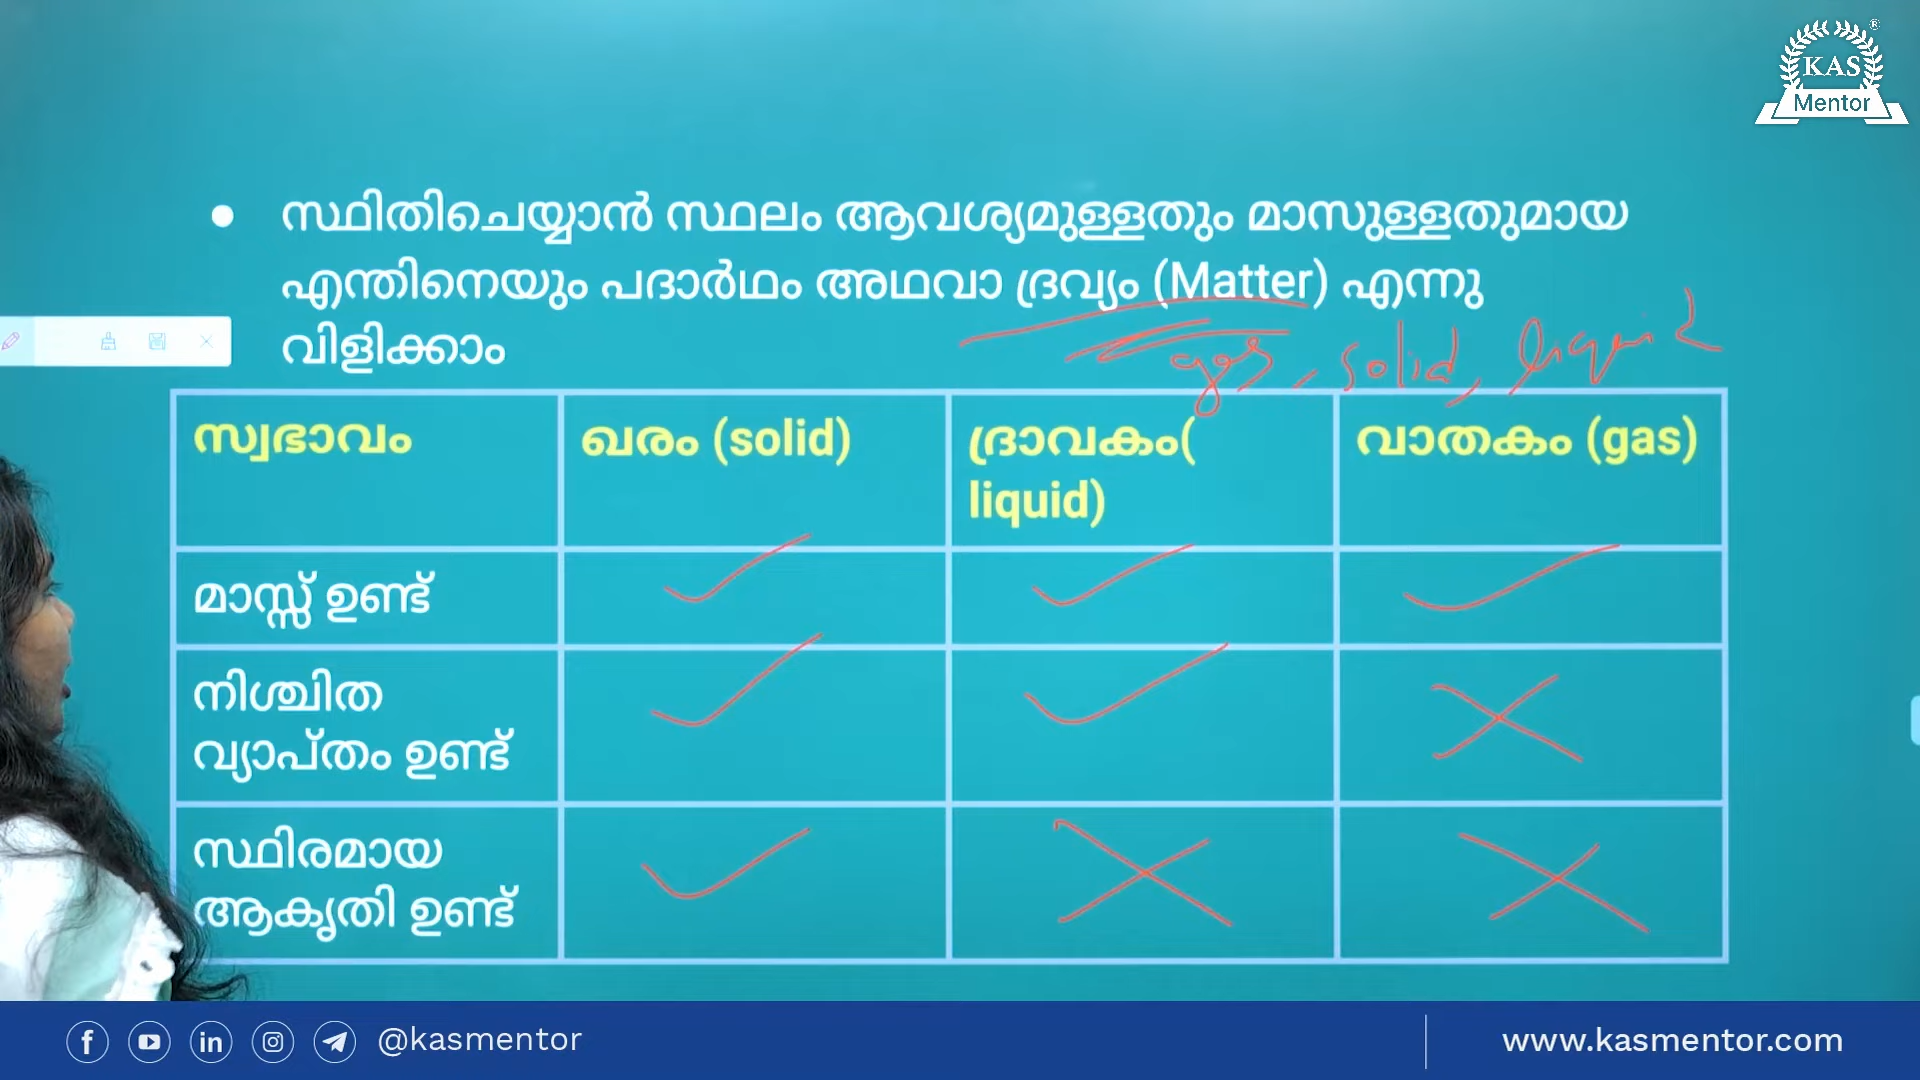 KAS
Mentor
സ്ഥിതിചെയ്യാൻ സ്ഥലം ആവശ്യമുള്ളതും മാസുള്ളതുമായ
എന്തിനെയും പദാർഥം അഥവാ ദ്രവ്യം (Matter) എന്നു
വിളിക്കാം
gas, solid, liquid
സ്വഭാവം
ഖരം (solid)
ദ്രാവകം(
liquid)
വാതകം (gas)
മാസ്സ് ഉണ്ട്
നിശ്ചിത
വ്യാപ്തം ഉണ്ട്
സ്ഥിരമായ
ആകൃതി ഉണ്ട്
@kasmentor
www.kasmentor.com